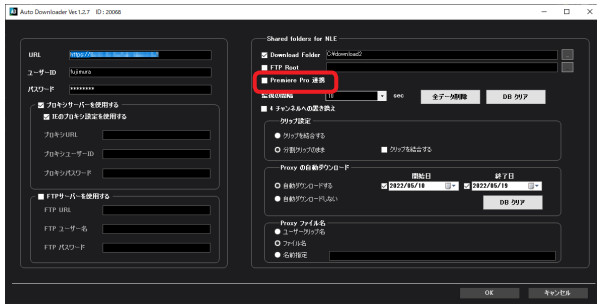 Auto Downloader Ver.1.2.7 ID : 20068
URL https://
ユーザーID fujimura
パスワード ********
プロキシサーバーを使用する
IEのプロキシ設定を使用する
プロキシURL
プロキシユーザーID
プロキシパスワード
FTPサーバーを使用する
FTP URL
FTP ユーザー名
FTP パスワード
Shared folders for NLE
Download Folder C:¥download2
FTP Root
Premiere Pro 連携
監視の間隔 10 sec 全データ削除 DB クリア
4 チャンネルへの置き換え
クリップ設定
クリップを結合する
分割クリップのまま クリップを結合する
Proxy の自動ダウンロード
開始日 終了日
自動ダウンロードする 2022/05/10 2022/05/19
自動ダウンロードしない DB クリア
Proxy ファイル名
ユーザークリップ名
ファイル名
名前指定
OK キャンセル